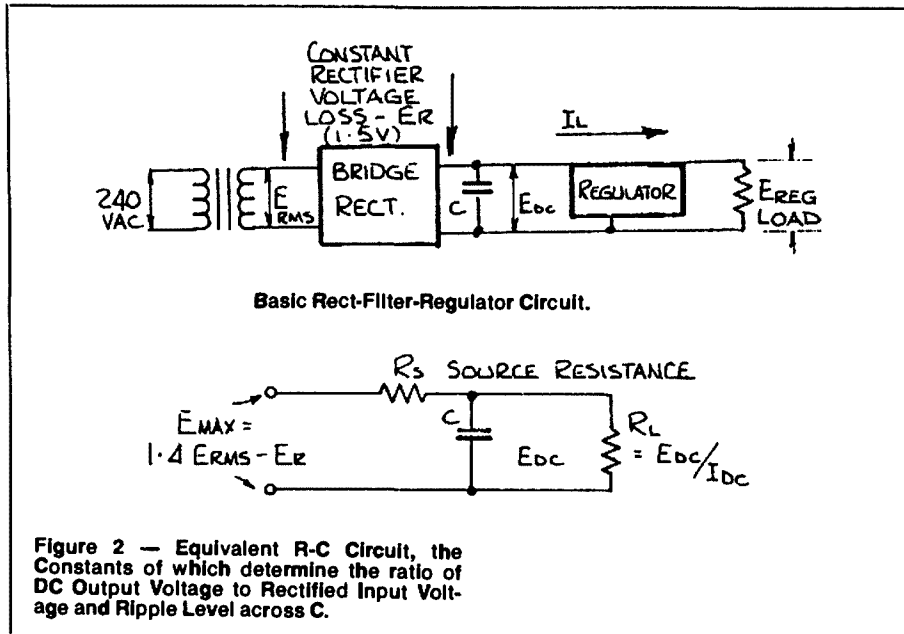 CONSTANT
RECTIFIER
VOLTAGE
LOSS - ER
(1.5V)
IL
240
VAC
E
RMS
BRIDGE
RECT.
C
EDC
REGULATOR
EREG
LOAD
Basic Rect-Filter-Regulator Circuit.
RS SOURCE RESISTANCE
EMAX =
1.4 ERMS - ER
C
EDC
RL
= EDC/IDC
Figure 2 — Equivalent R-C Circuit, the
Constants of which determine the ratio of
DC Output Voltage to Rectified Input Volt-
age and Ripple Level across C.